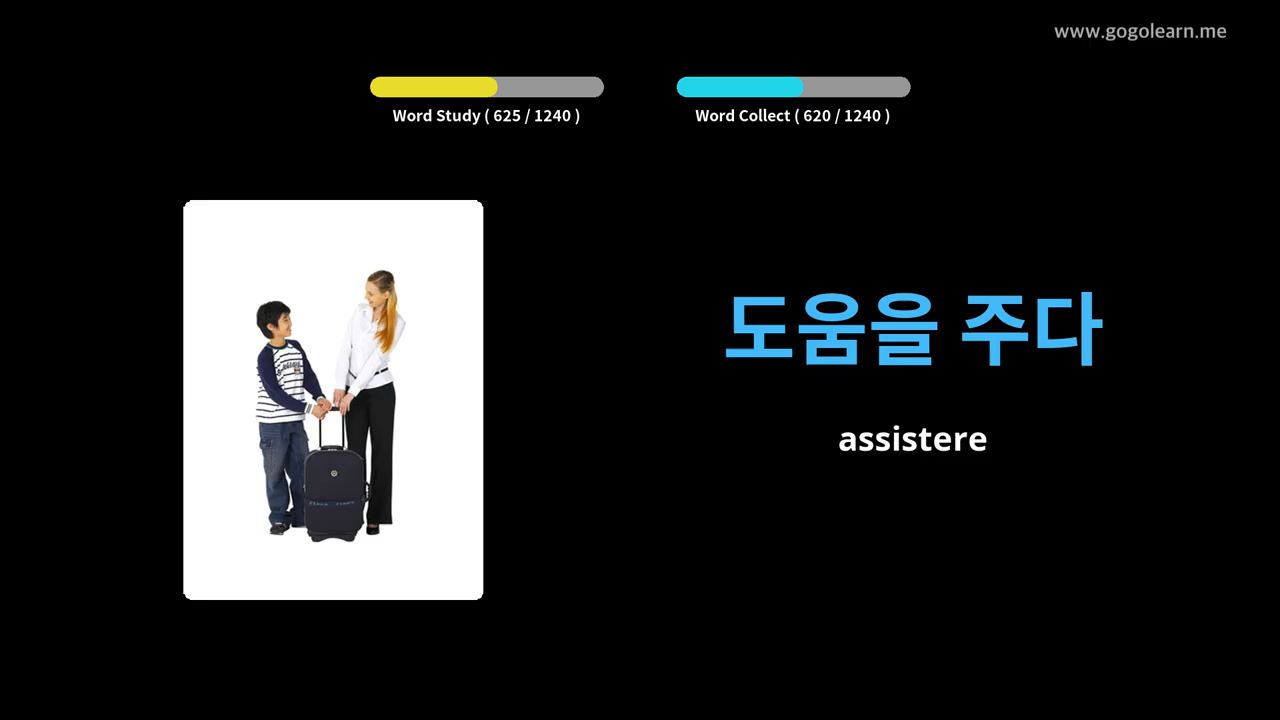 www.gogolearn.me
Word Study ( 625 / 1240 )
Word Collect ( 620 / 1240 )
도움을 주다
assistere